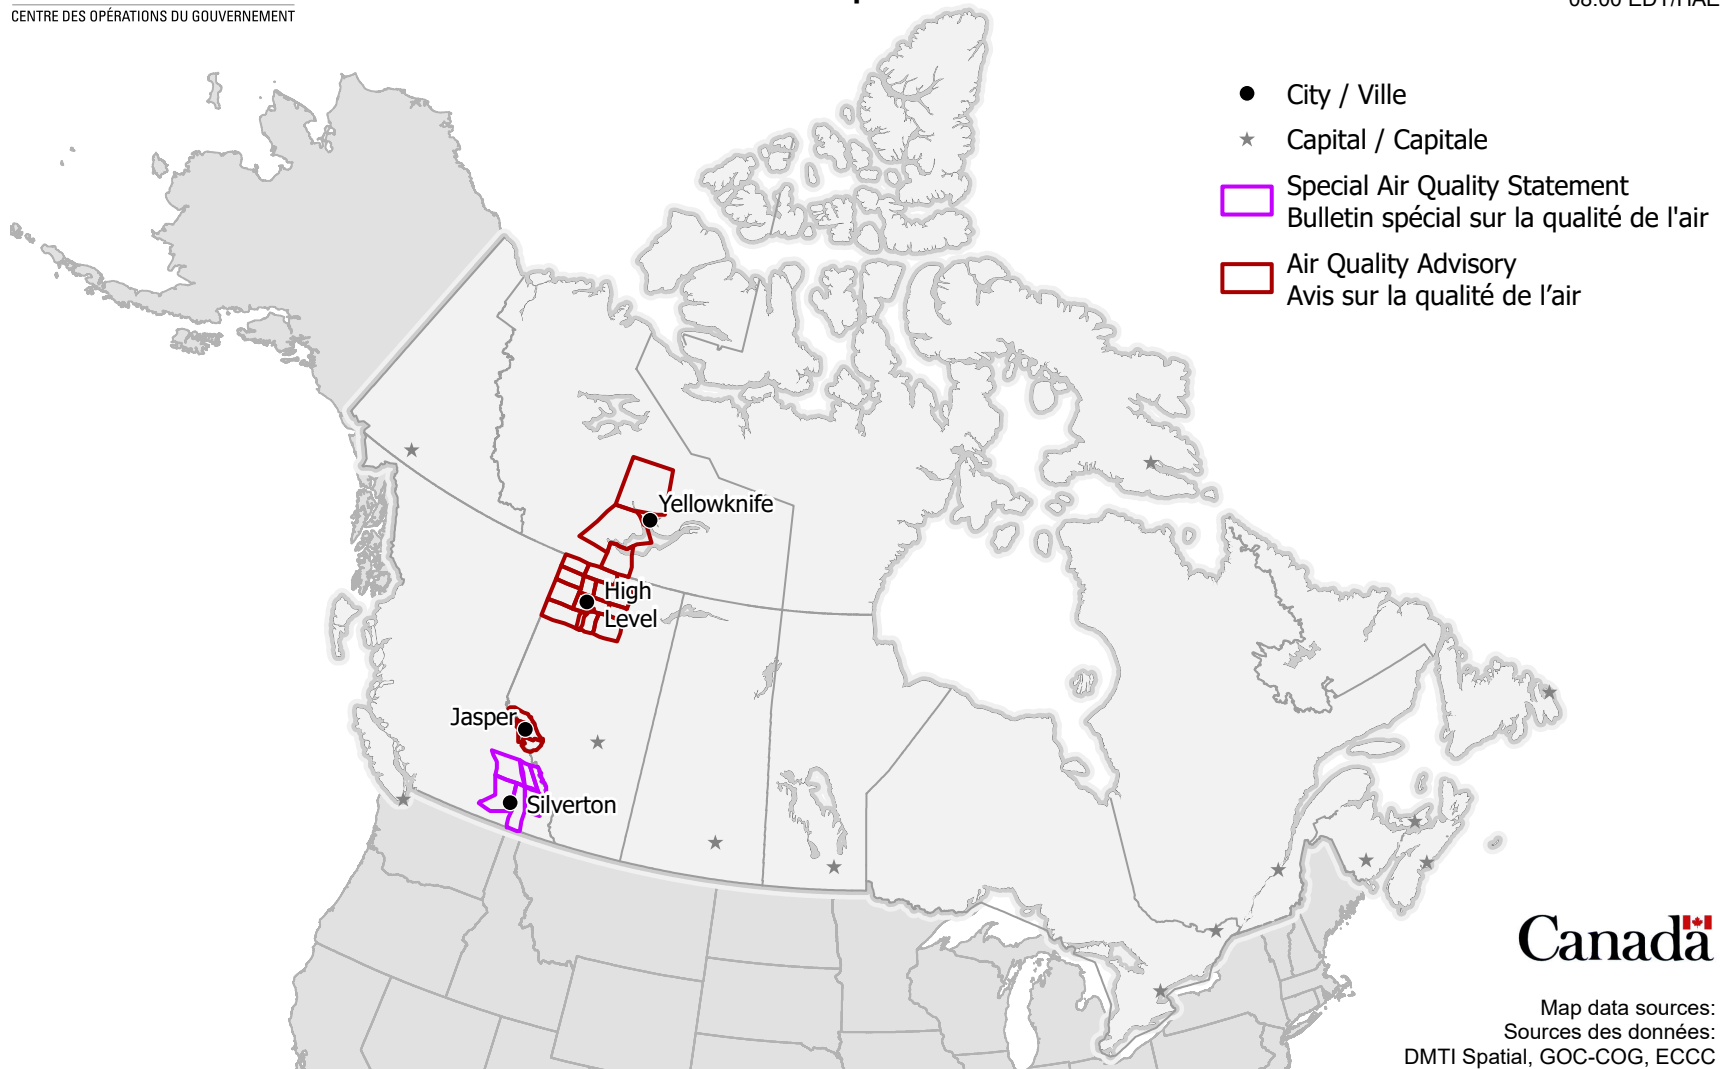 CENTRE DES OPÉRATIONS DU GOUVERNEMENT
City / Ville
Capital / Capitale
Special Air Quality Statement
Bulletin spécial sur la qualité de l'air
Air Quality Advisory
Avis sur la qualité de l’air
Yellowknife
High
Level
Jasper
Silverton
Canada
Map data sources:
Sources des données:
DMTI Spatial, GOC-COG, ECCC